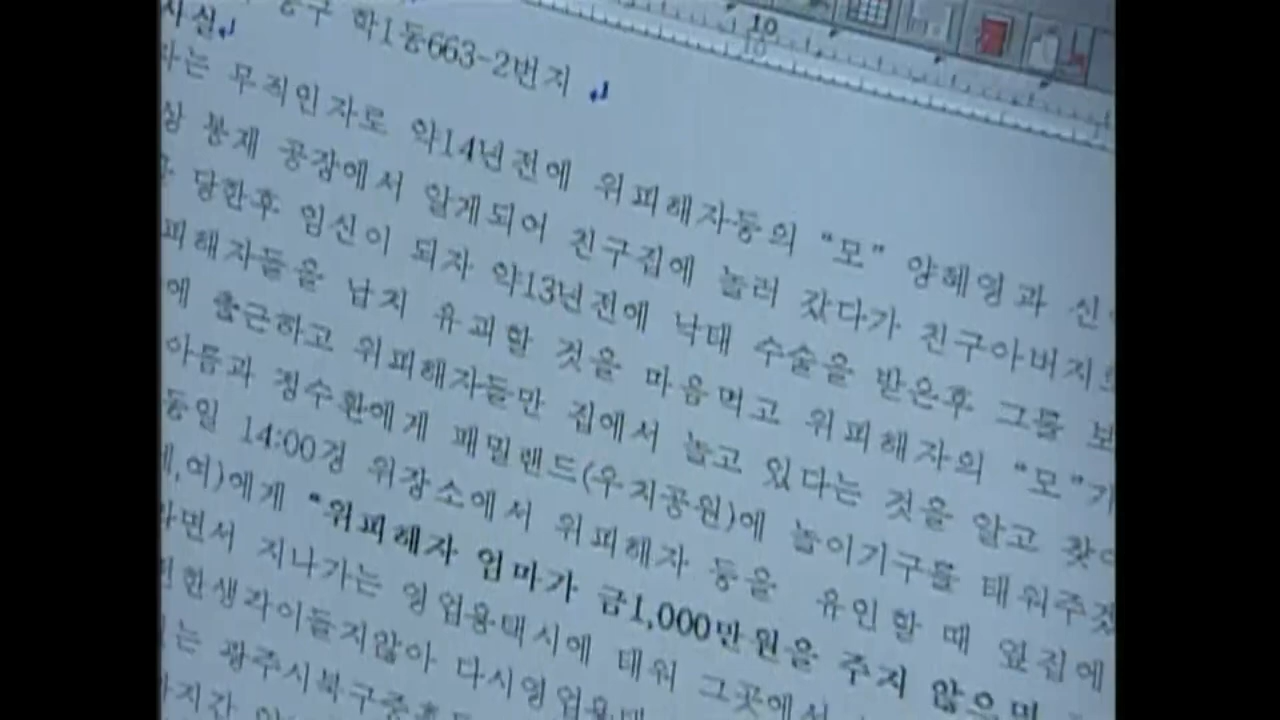 10
동구 학1동663-2번지
사실
는 무직인자로 약14년전에 위피해자등의 "모" 양혜영과
상 봉제 공장에서 알게되어 친구집에 놀러 갔다가 친구아버지
당한후 임신이 되자 약13년전에 낙태 수술을 받은후 그를
피해자들을 납치 유괴할 것을 마음먹고 위피해자의 "모"가
에 출근하고 위피해자들만 집에서 놀고 있다는 것을 알고
아름과 정수환에게 패밀랜드(우치공원)에 놀이기구를 태워주겠
동일 14:00경 위장소에서 위피해자 등을 유인할 때 옆집에
,여)에게 "위피해자 엄마가 금1,000만원을 주지 않으면
라면서 지나가는 영업용택시에 태워 그곳에서
한생각이들지않아 다시영업용
는 광주시북구중흥
지간